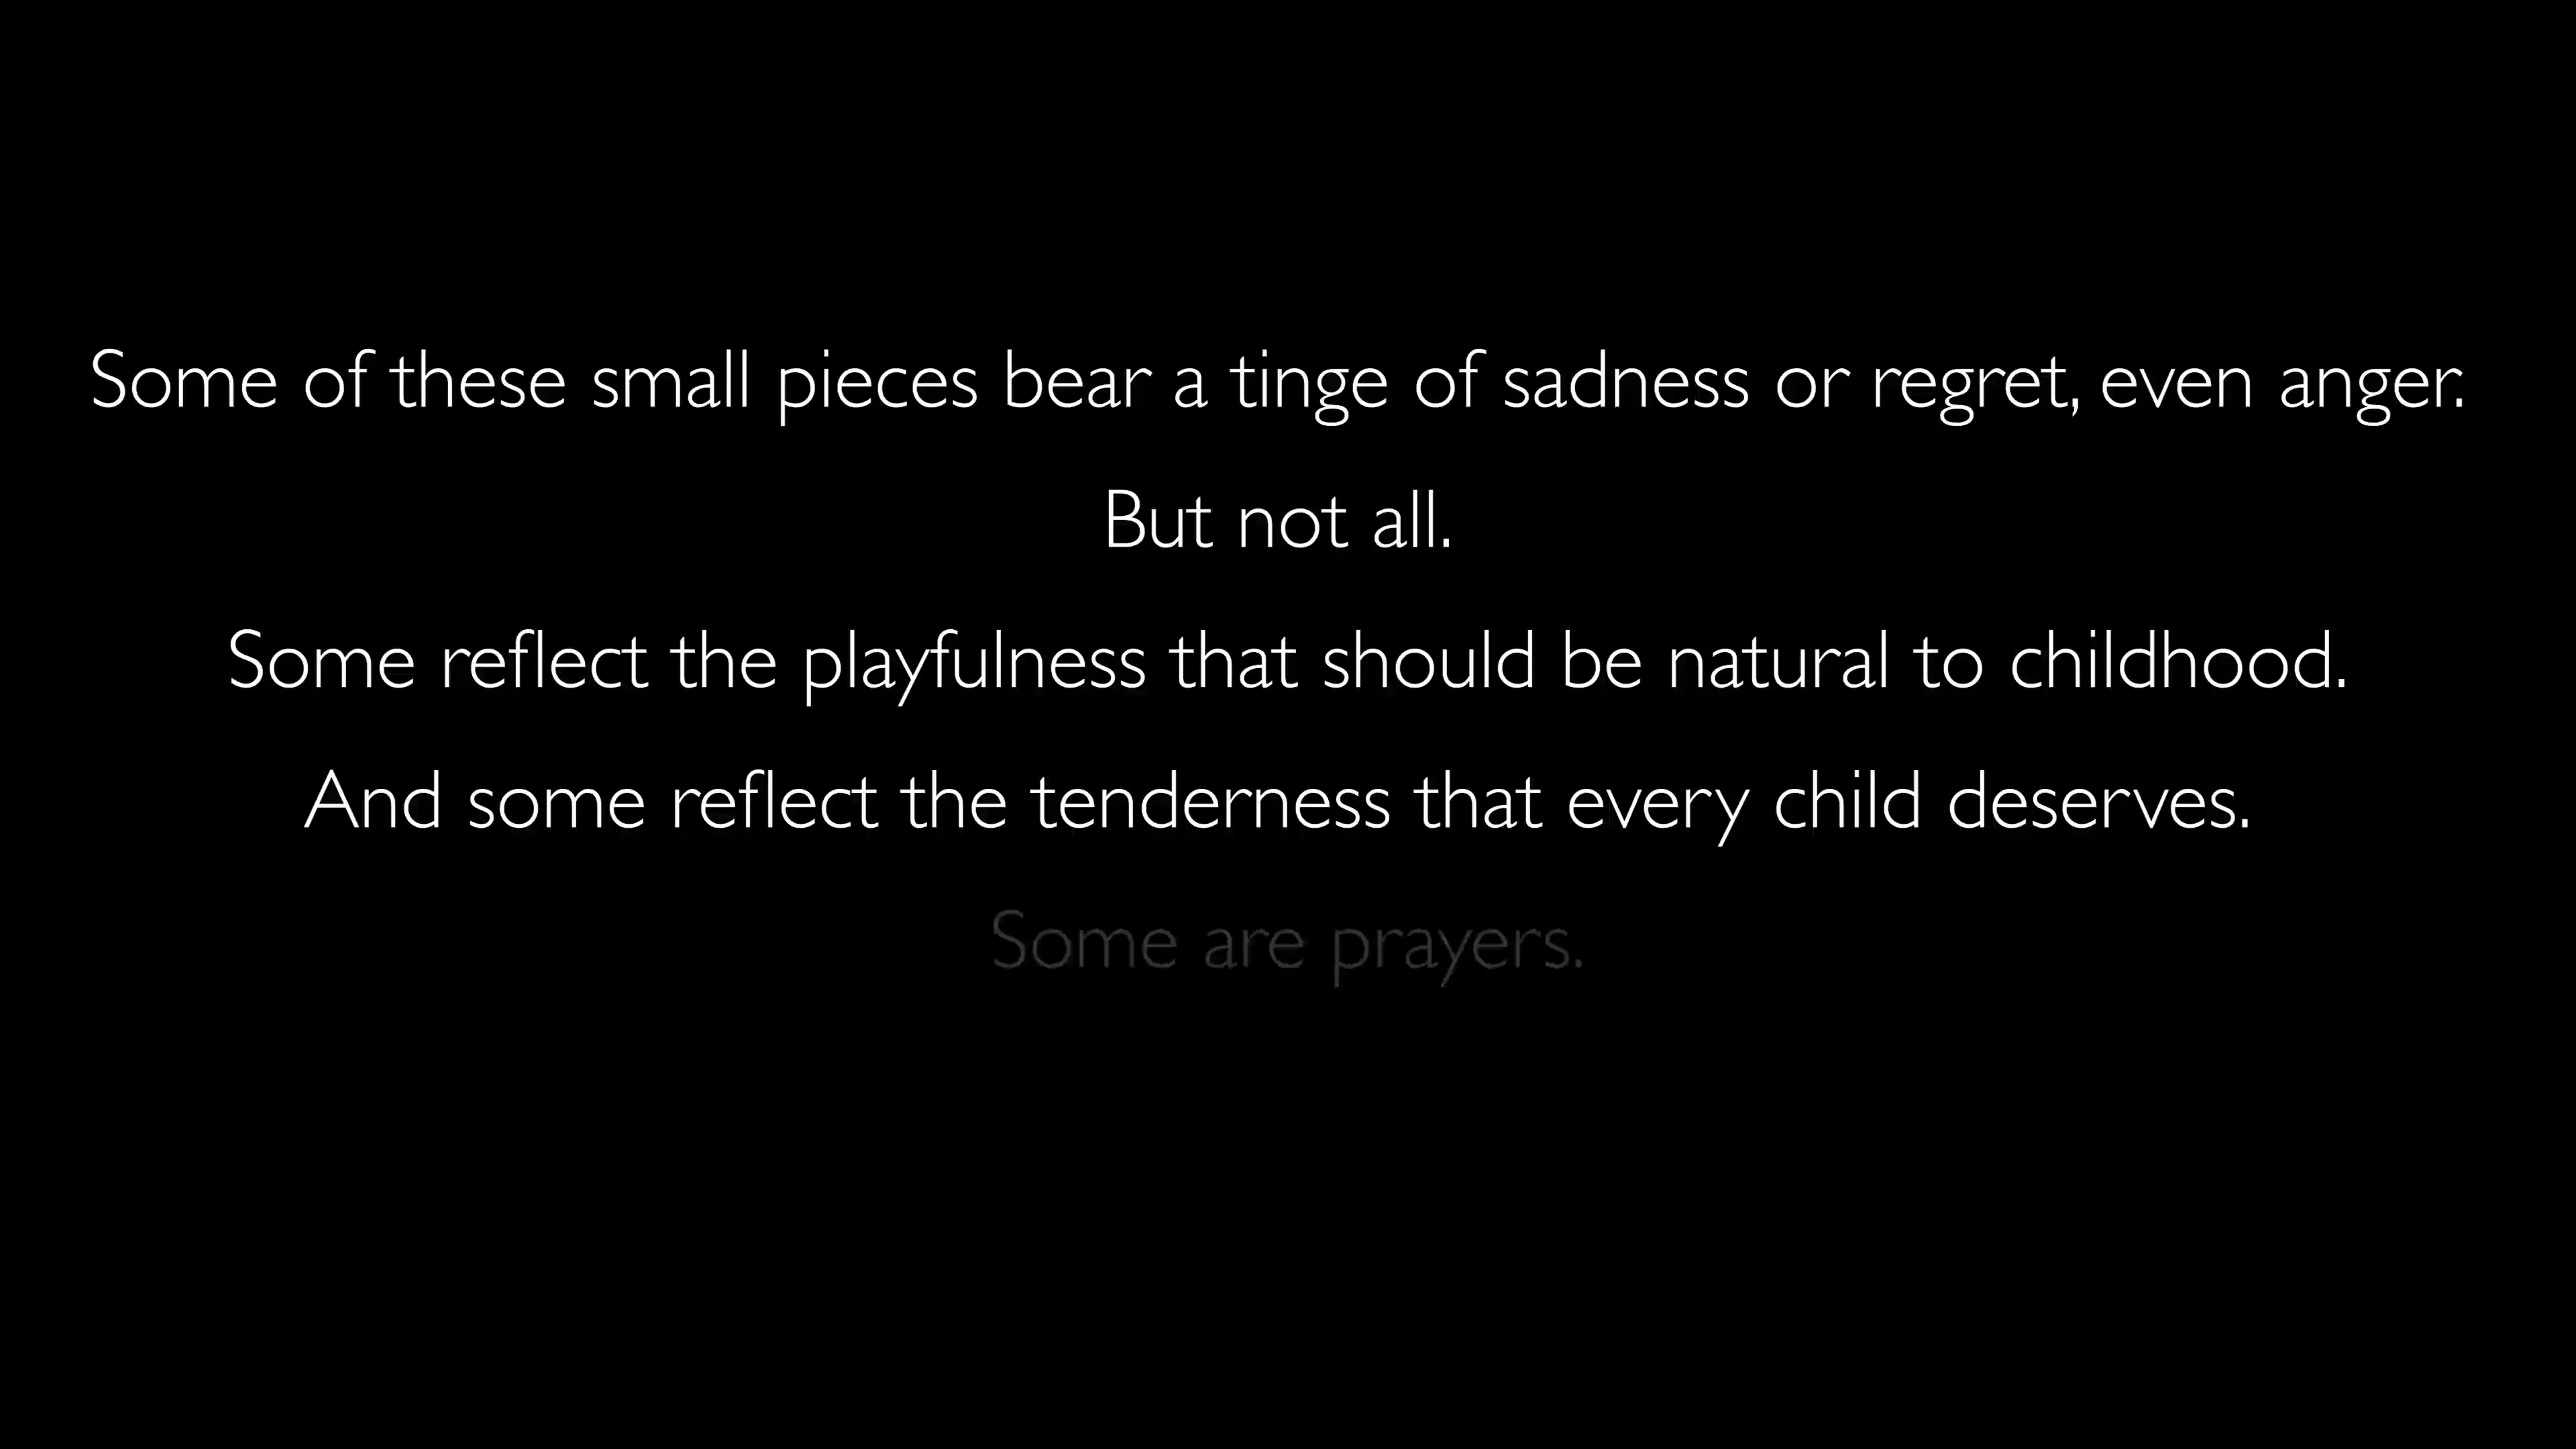 Some of these small pieces bear a tinge of sadness or regret, even anger.
But not all.
Some reflect the playfulness that should be natural to childhood.
And some reflect the tenderness that every child deserves.
Some are prayers.